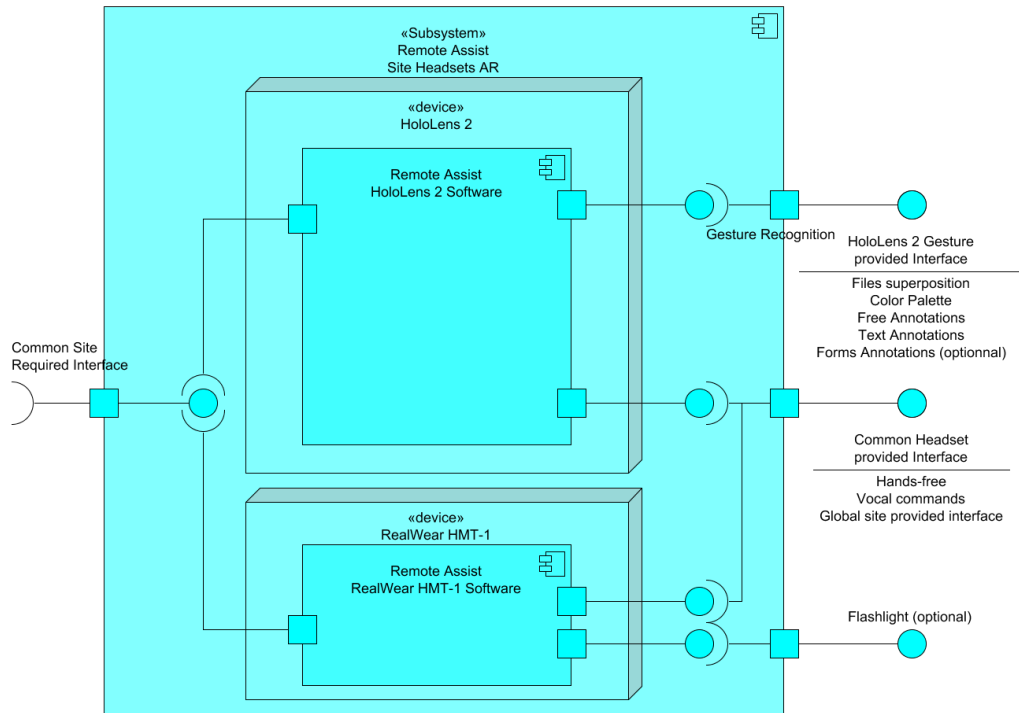 «Subsystem»
Remote Assist
Site Headsets AR
«device»
HoloLens 2
Remote Assist
HoloLens 2 Software
Gesture Recognition
HoloLens 2 Gesture
provided Interface
Files superposition
Color Palette
Free Annotations
Text Annotations
Forms Annotations (optionnal)
Common Site
Required Interface
Common Headset
provided Interface
Hands-free
Vocal commands
Global site provided interface
«device»
RealWear HMT-1
Remote Assist
RealWear HMT-1 Software
Flashlight (optional)